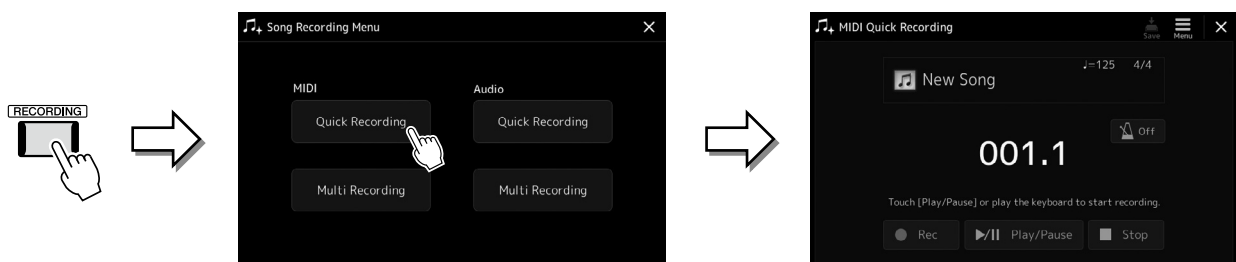 [RECORDING]
Song Recording Menu
MIDI
Audio
Quick Recording
Quick Recording
Multi Recording
Multi Recording
MIDI Quick Recording
Save
Menu
New Song
♩=125 4/4
Off
001.1
Touch [Play/Pause] or play the keyboard to start recording.
Rec
Play/Pause
Stop